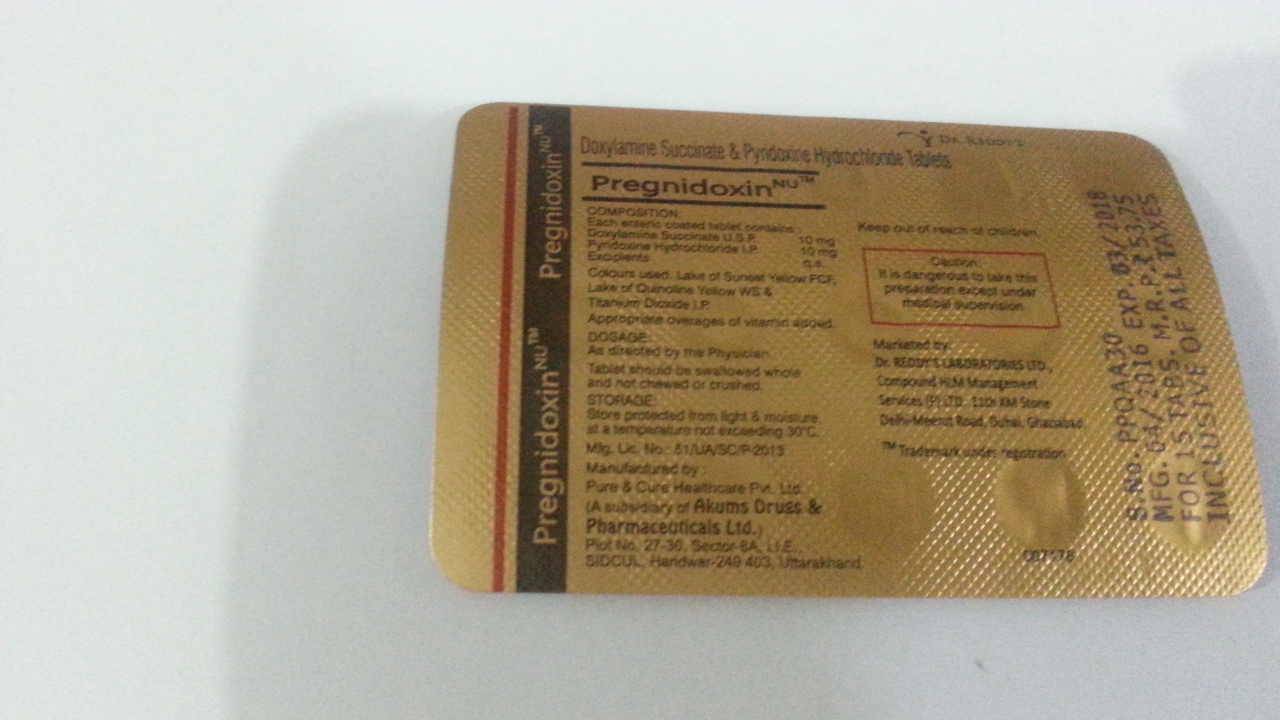 Pregnidoxin NU™
Pregnidoxin NU™
Dr. REDDY'S
Doxylamine Succinate & Pyridoxine Hydrochloride Tablets
Pregnidoxin NU™
COMPOSITION:
Each enteric coated tablet contains :
Doxylamine Succinate U.S.P. 10 mg
Pyridoxine Hydrochloride I.P. 10 mg
Excipients q.s.
Colours used: Lake of Sunset Yellow FCF,
Lake of Quinoline Yellow WS &
Titanium Dioxide I.P.
Appropriate overages of vitamin added.
DOSAGE:
As directed by the Physician.
Tablet should be swallowed whole
and not chewed or crushed.
STORAGE:
Store protected from light & moisture
at a temperature not exceeding 30°C.
Mfg. Lic. No.: 51/UA/SC/P-2013
Manufactured by :
Pure & Cure Healthcare Pvt. Ltd.
(A subsidiary of Akums Drugs &
Pharmaceuticals Ltd.)
Plot No. 27-30, Sector-8A, I.I.E.,
SIDCUL, Haridwar-249 403, Uttarakhand
Keep out of reach of children.
Caution:
It is dangerous to take this
preparation except under
medical supervision
Marketed by:
Dr. REDDY'S LABORATORIES LTD.,
Compound HLM Management
Services (P) LTD. 11th KM Stone
Delhi-Meerut Road, Duhai, Ghaziabad
™ Trademark under registration
S.No. PPQAA30
MFG. 04/2016 EXP. 03/2018
FOR 15 TABS. M.R.P.₹ 53.75
INCLUSIVE OF ALL TAXES